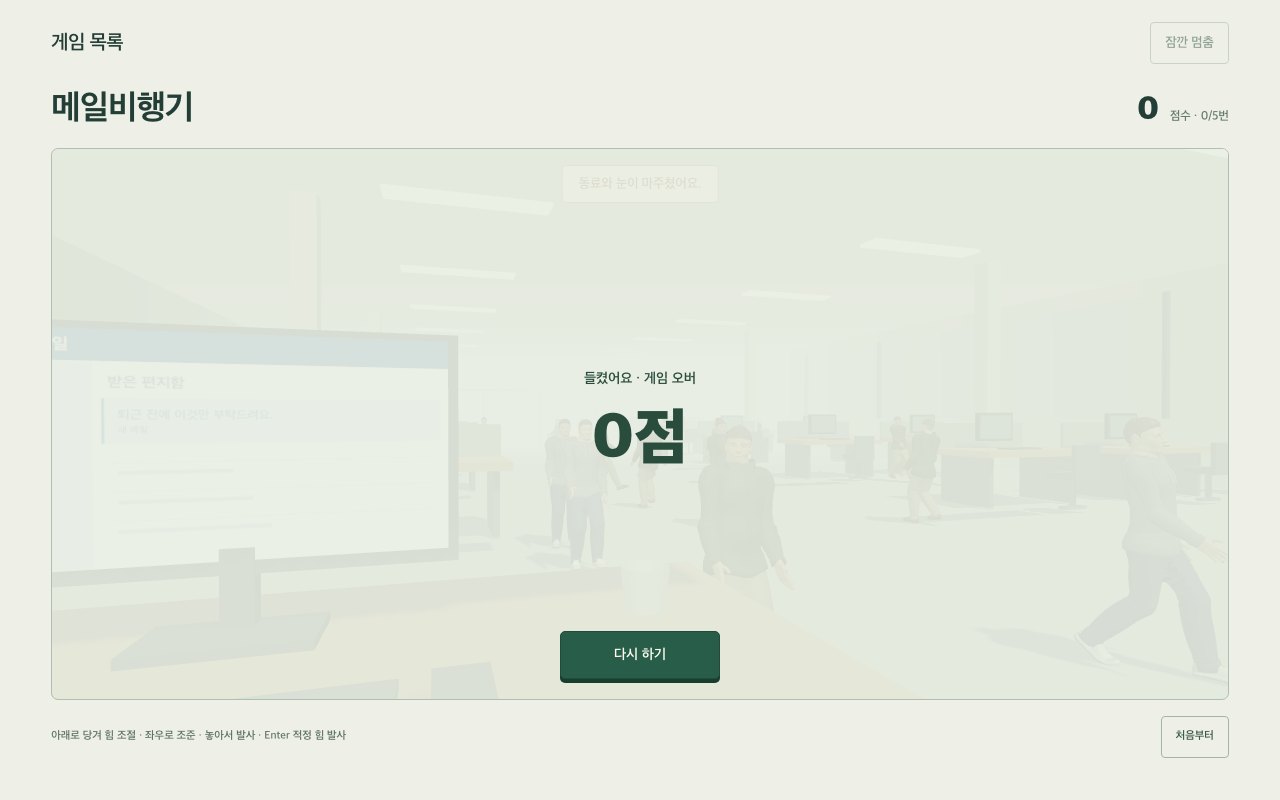 게임 목록
잠깐 멈춤
메일비행기
0 점수 · 0/5번
동료와 눈이 마주쳤어요.
일
받은 편지함
퇴근 전에 이것만 부탁드려요
새 메일
들켰어요 · 게임 오버
0점
다시 하기
아래로 당겨 힘 조절 · 좌우로 조준 · 놓아서 발사 · Enter 적정 힘 발사
처음부터